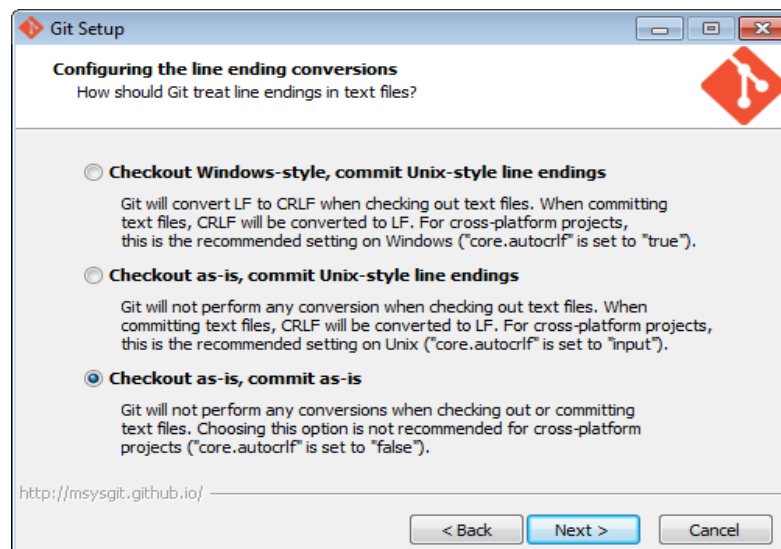 Git Setup
Configuring the line ending conversions
How should Git treat line endings in text files?
Checkout Windows-style, commit Unix-style line endings
Git will convert LF to CRLF when checking out text files. When committing
text files, CRLF will be converted to LF. For cross-platform projects,
this is the recommended setting on Windows ("core.autocrlf" is set to "true").
Checkout as-is, commit Unix-style line endings
Git will not perform any conversion when checking out text files. When
committing text files, CRLF will be converted to LF. For cross-platform projects,
this is the recommended setting on Unix ("core.autocrlf" is set to "input").
Checkout as-is, commit as-is
Git will not perform any conversions when checking out or committing
text files. Choosing this option is not recommended for cross-platform
projects ("core.autocrlf" is set to "false").
http://msysgit.github.io/
< Back Next > Cancel